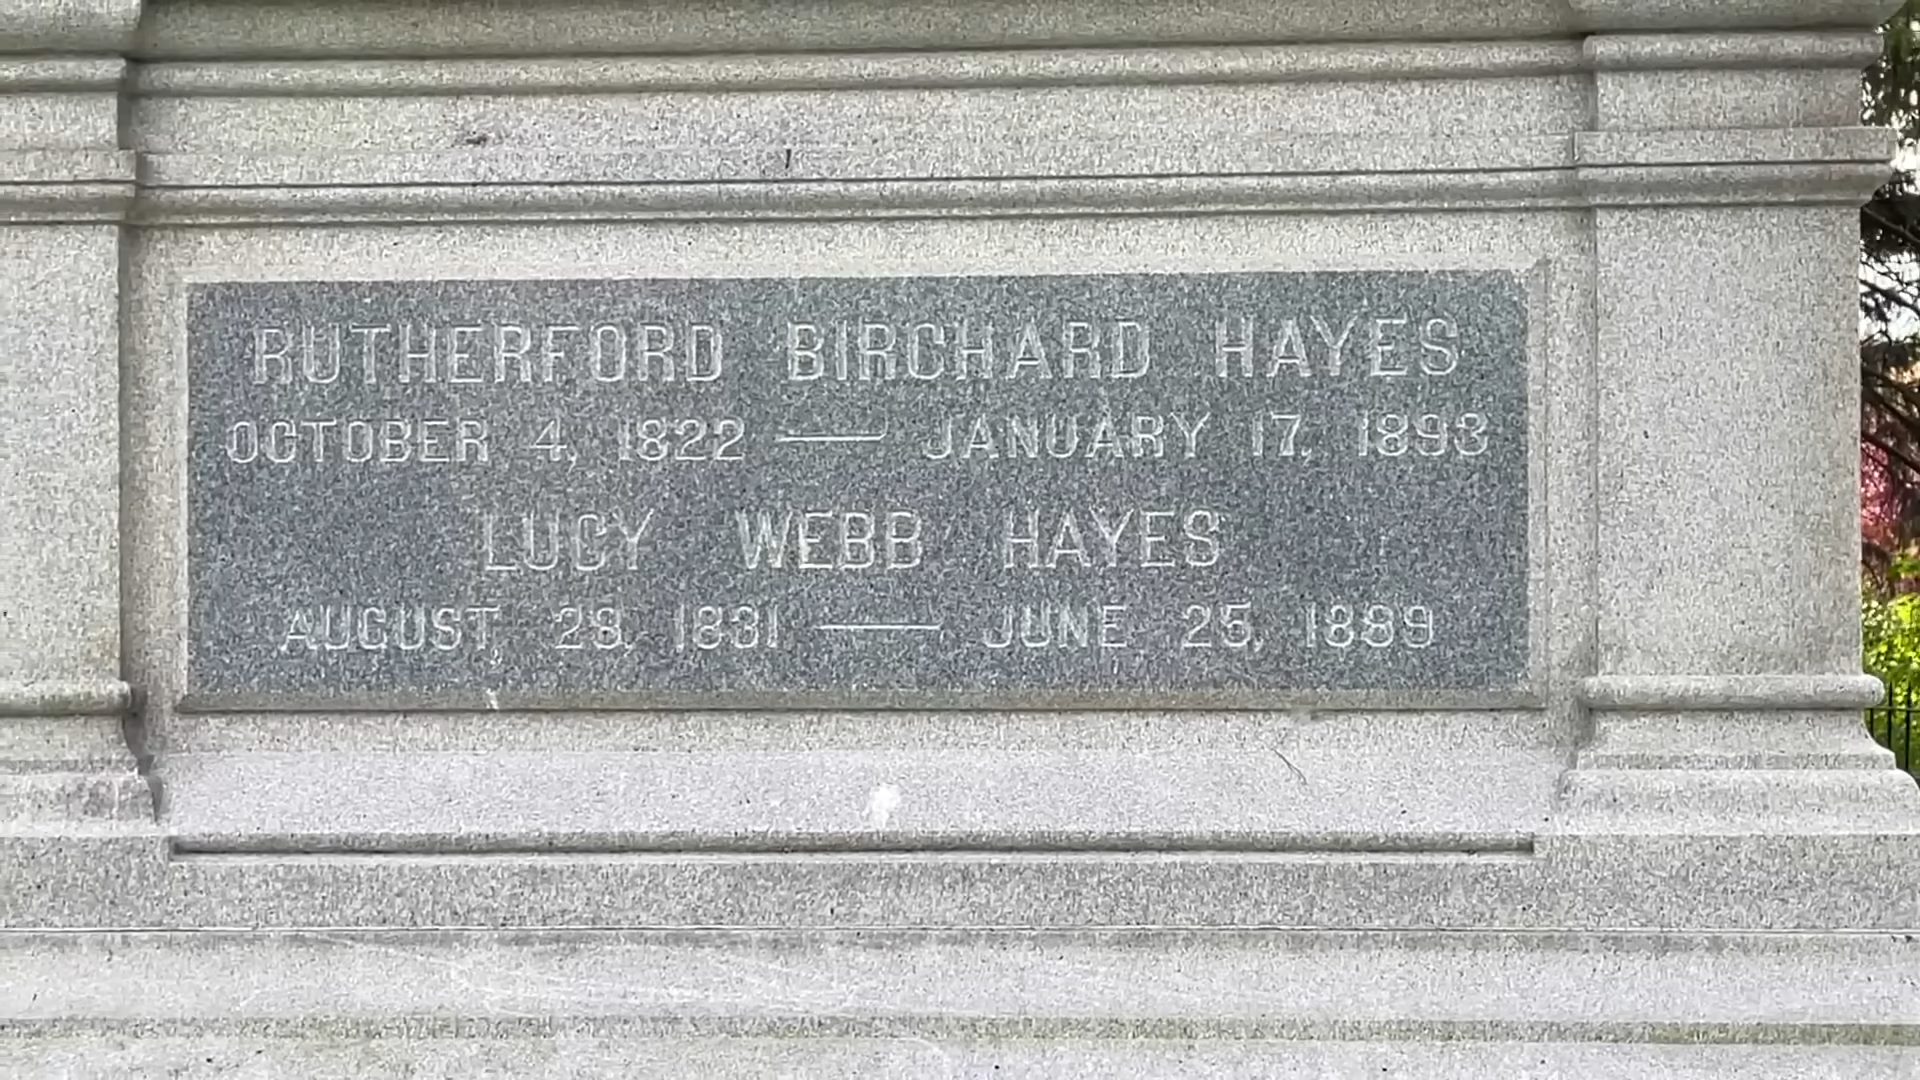 RUTHERFORD BIRCHARD HAYES
OCTOBER 4, 1822 — JANUARY 17, 1893
LUCY WEBB HAYES
AUGUST 28, 1831 — JUNE 25, 1889